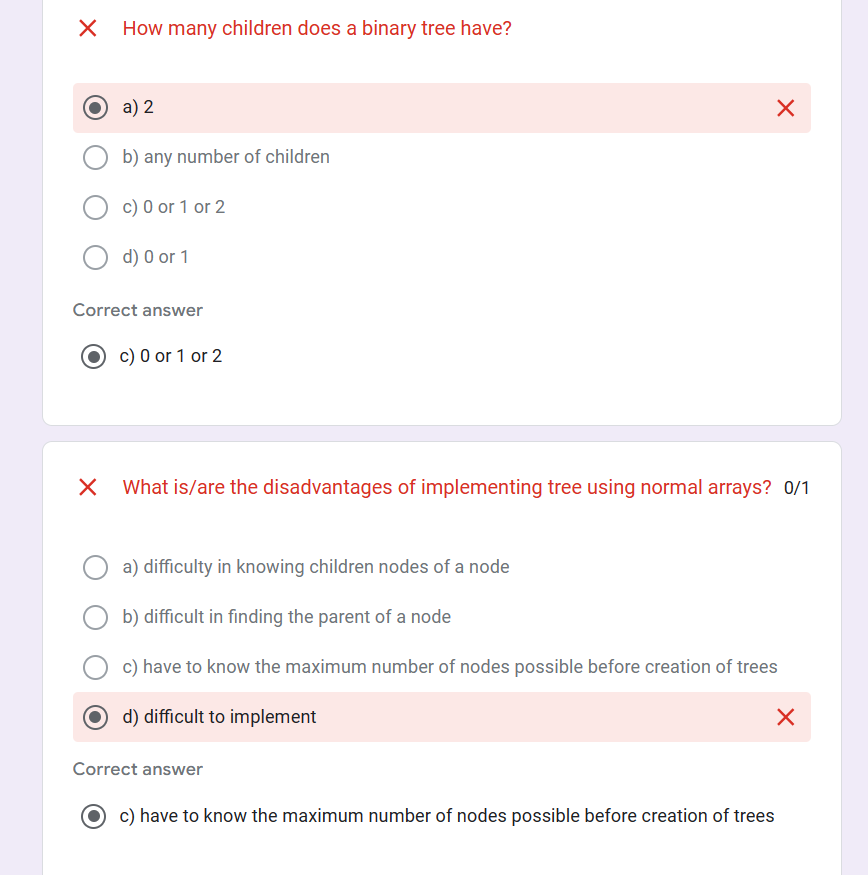 How many children does a binary tree have?
a) 2
b) any number of children
c) 0 or 1 or 2
d) 0 or 1
Correct answer
c) 0 or 1 or 2
What is/are the disadvantages of implementing tree using normal arrays? 0/1
a) difficulty in knowing children nodes of a node
b) difficult in finding the parent of a node
c) have to know the maximum number of nodes possible before creation of trees
d) difficult to implement
Correct answer
c) have to know the maximum number of nodes possible before creation of trees